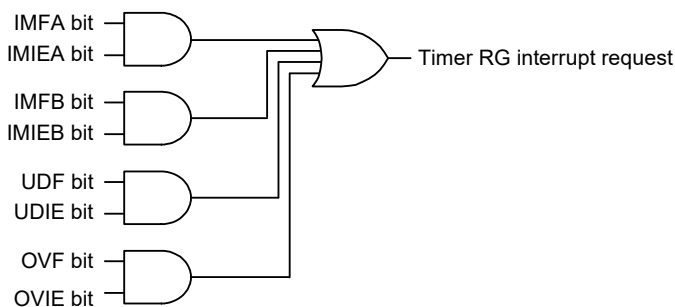 IMFA bit
IMIEA bit
Timer RG interrupt request
IMFB bit
IMIEB bit
UDF bit
UDIE bit
OVF bit
OVIE bit